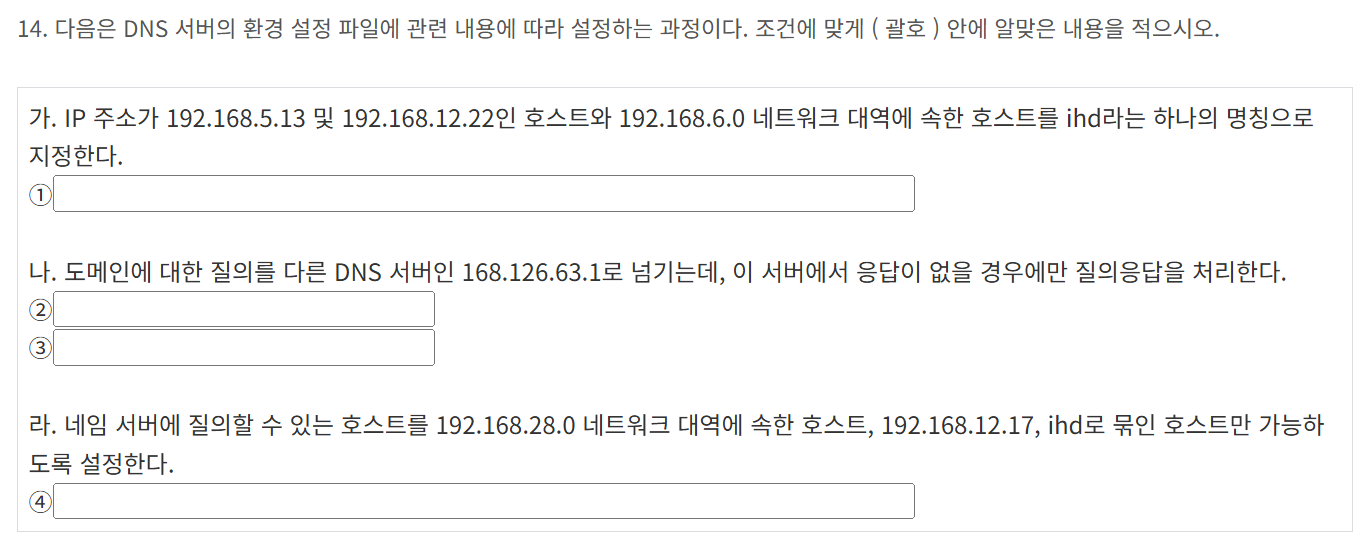 14. 다음은 DNS 서버의 환경 설정 파일에 관련 내용에 따라 설정하는 과정이다. 조건에 맞게 ( 괄호 ) 안에 알맞은 내용을 적으시오.
가. IP 주소가 192.168.5.13 및 192.168.12.22인 호스트와 192.168.6.0 네트워크 대역에 속한 호스트를 ihd라는 하나의 명칭으로
지정한다.
①
나. 도메인에 대한 질의를 다른 DNS 서버인 168.126.63.1로 넘기는데, 이 서버에서 응답이 없을 경우에만 질의응답을 처리한다.
②
③
라. 네임 서버에 질의할 수 있는 호스트를 192.168.28.0 네트워크 대역에 속한 호스트, 192.168.12.17, ihd로 묶인 호스트만 가능하
도록 설정한다.
④